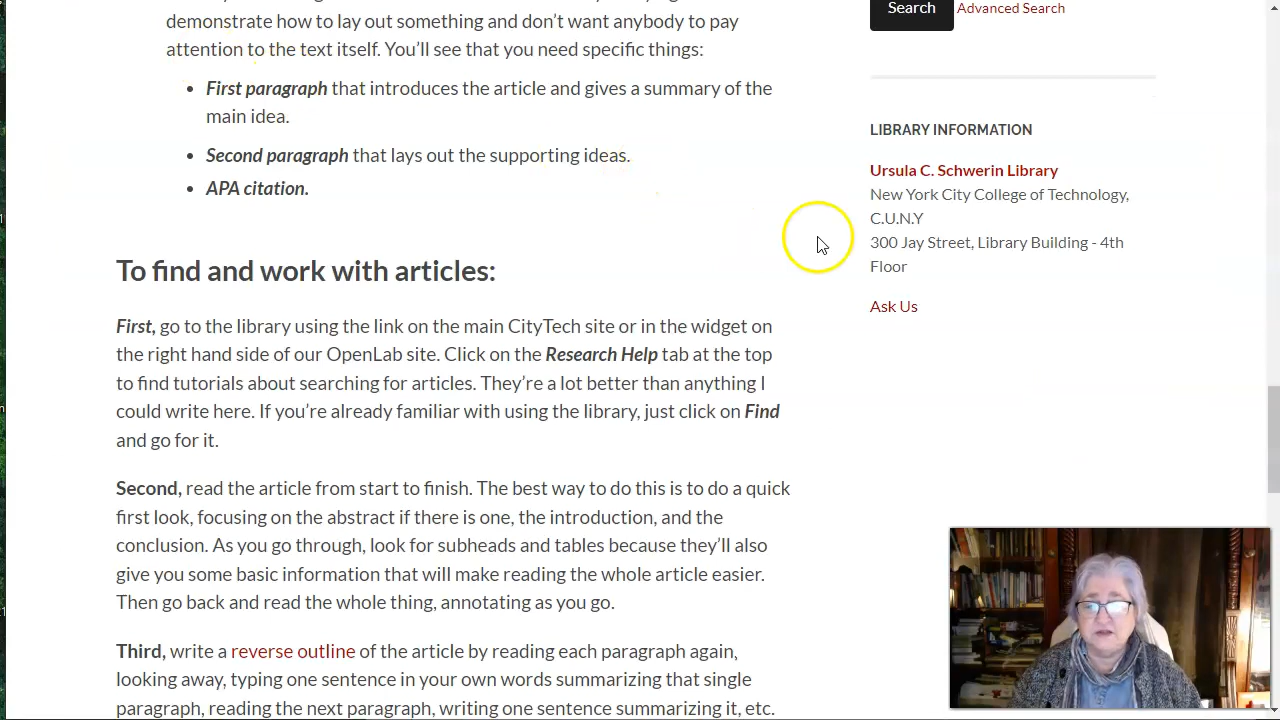 demonstrate how to lay out something and don't want anybody to pay
attention to the text itself. You'll see that you need specific things:
• First paragraph that introduces the article and gives a summary of the
main idea.
• Second paragraph that lays out the supporting ideas.
• APA citation.
To find and work with articles:
First, go to the library using the link on the main CityTech site or in the widget on
the right hand side of our OpenLab site. Click on the Research Help tab at the top
to find tutorials about searching for articles. They're a lot better than anything I
could write here. If you're already familiar with using the library, just click on Find
and go for it.
Second, read the article from start to finish. The best way to do this is to do a quick
first look, focusing on the abstract if there is one, the introduction, and the
conclusion. As you go through, look for subheads and tables because they'll also
give you some basic information that will make reading the whole article easier.
Then go back and read the whole thing, annotating as you go.
Third, write a reverse outline of the article by reading each paragraph again,
looking away, typing one sentence in your own words summarizing that single
paragraph, reading the next paragraph, writing one sentence summarizing it, etc.
Search Advanced Search
LIBRARY INFORMATION
Ursula C. Schwerin Library
New York City College of Technology,
C.U.N.Y
300 Jay Street, Library Building - 4th
Floor
Ask Us